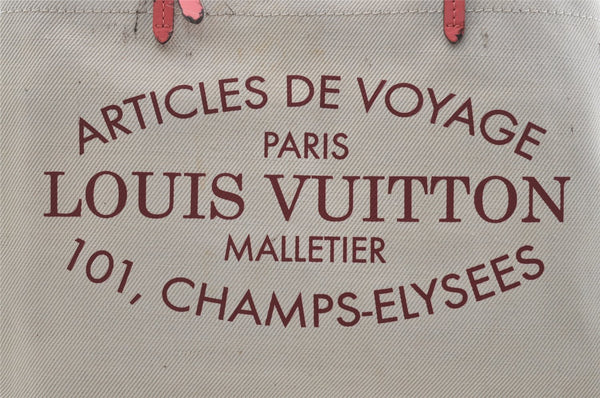 ARTICLES DE VOYAGE
PARIS
LOUIS VUITTON
MALLETIER
101, CHAMPS-ELYSEES